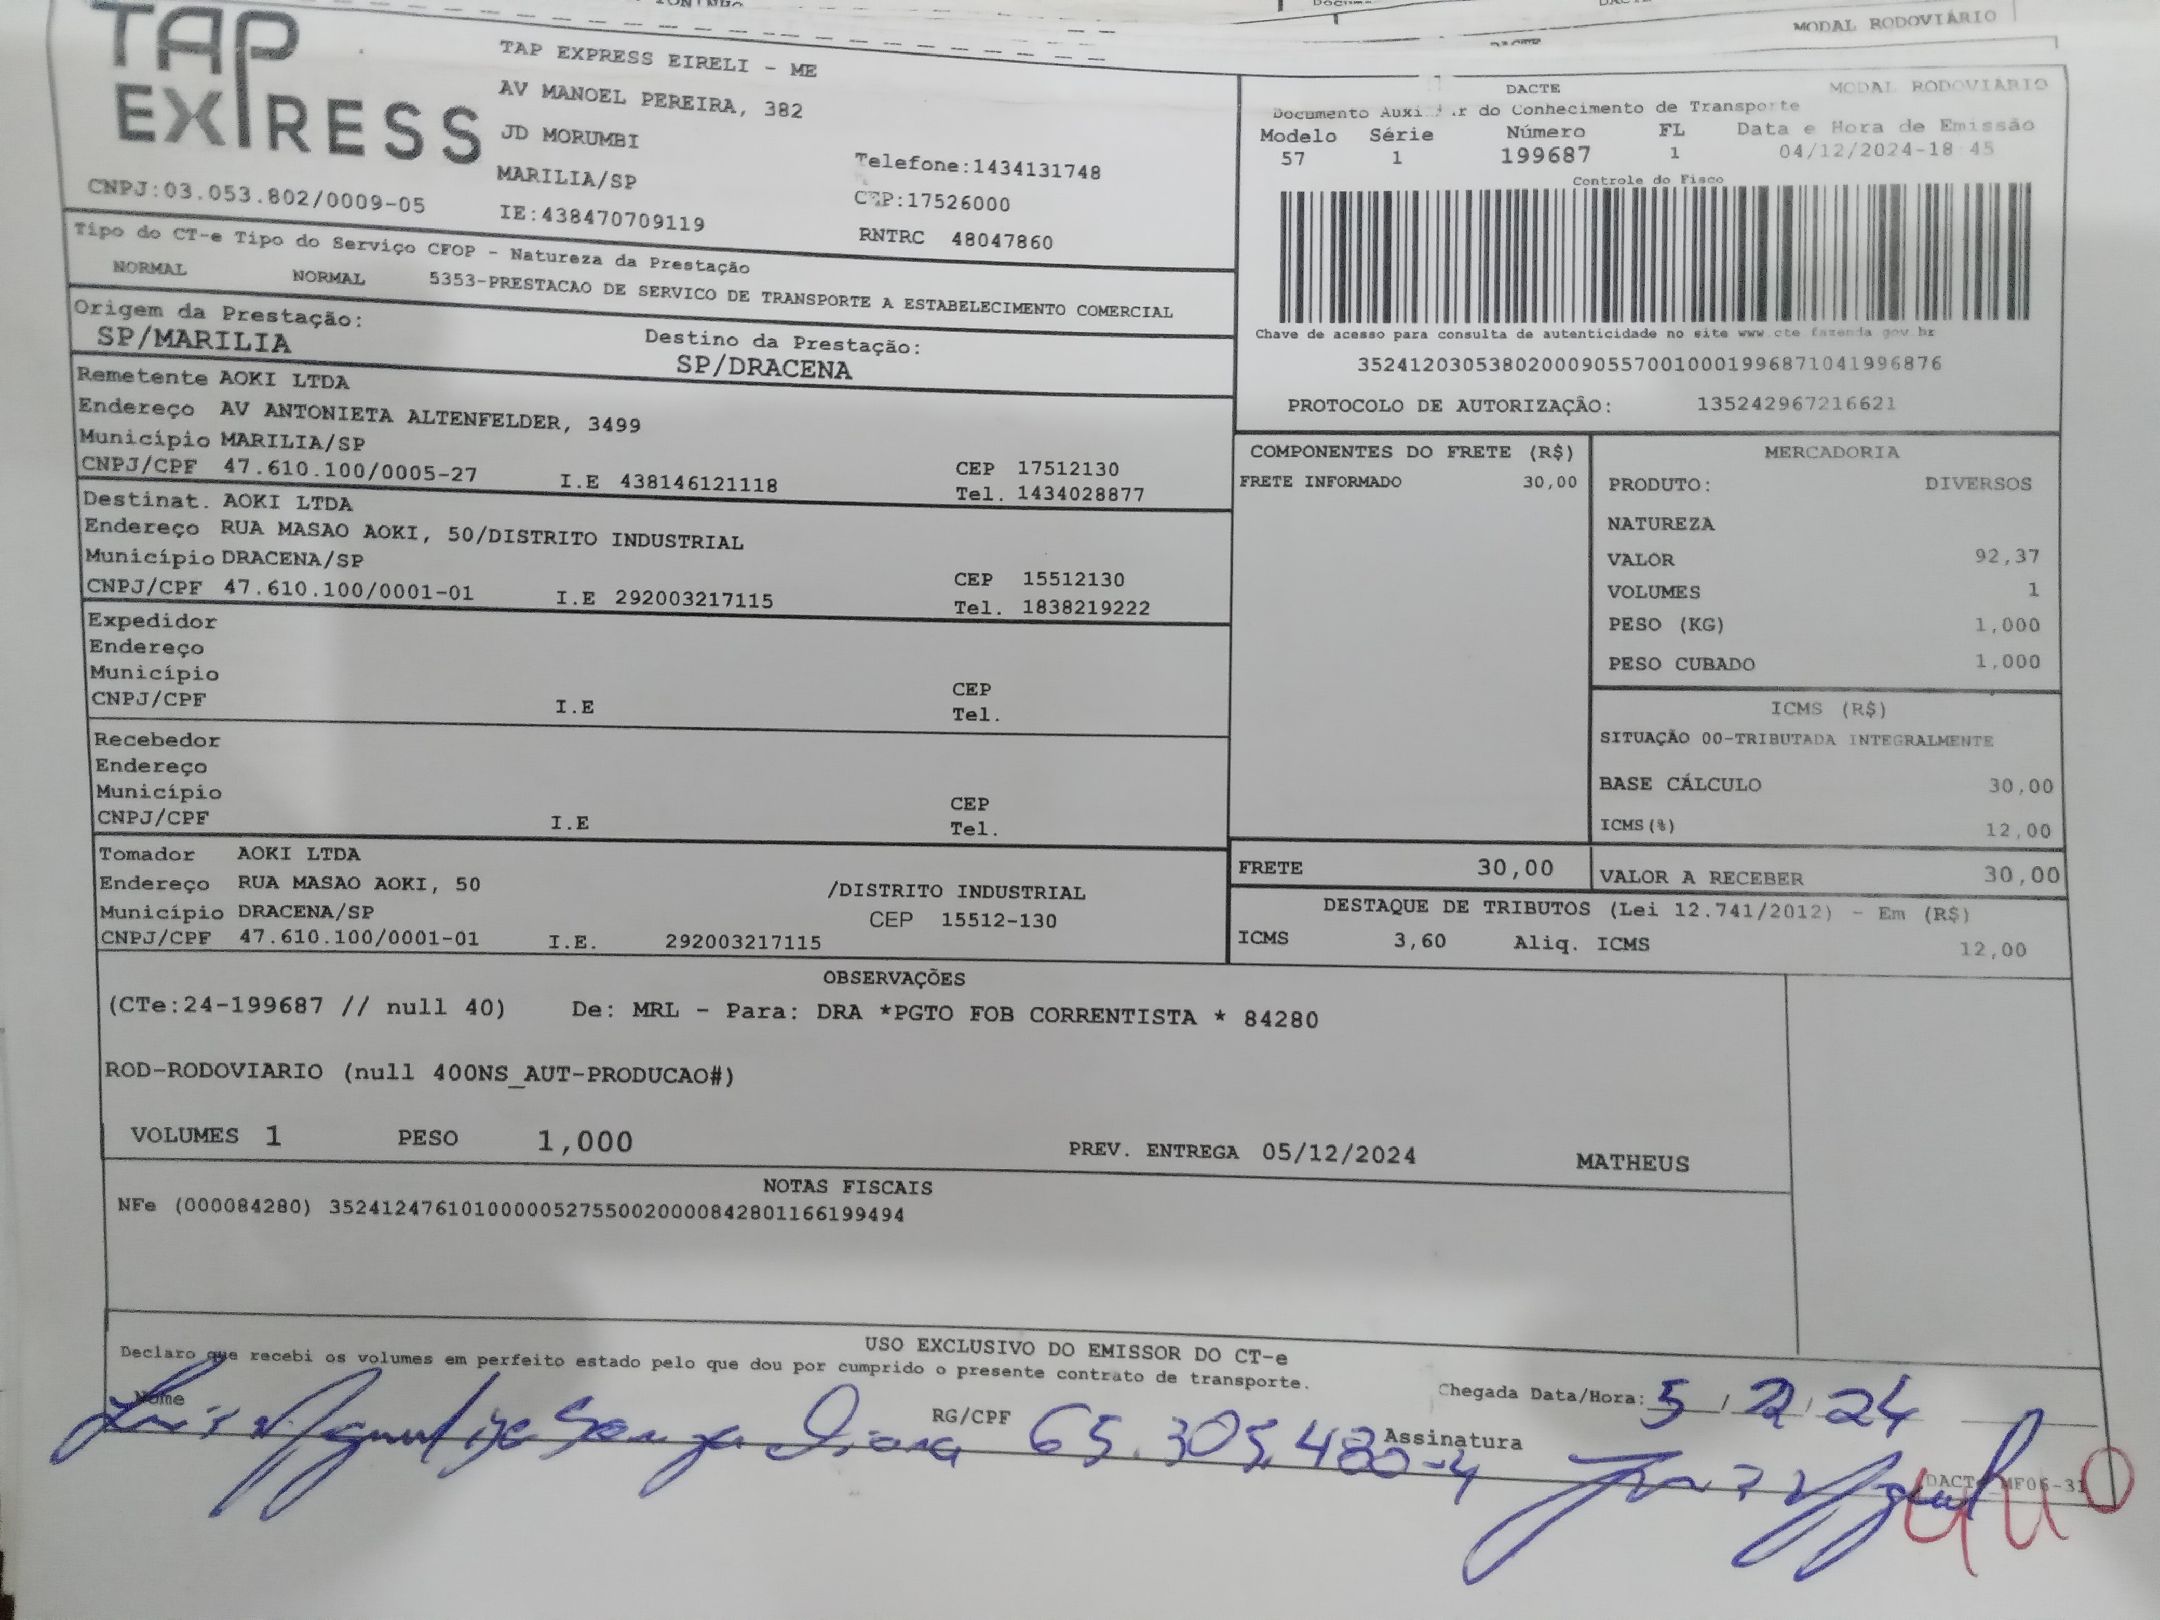 MODAL RODOVIÁRIO
TAP
EXPRESS
CNPJ:03.053.802/0009-05
TAP EXPRESS EIRELI - ME
AV MANOEL PEREIRA, 382
JD MORUMBI
MARILIA/SP
IE:438470709119
Telefone:1434131748
CEP:17526000
RNTRC 48047860
DACTE MODAL RODOVIÁRIO
Documento Auxiliar do Conhecimento de Transporte
Modelo Série Número FL Data e Hora de Emissão
57 1 199687 1 04/12/2024-18:45
Controle do Fisco
Chave de acesso para consulta de autenticidade no site www.cte.fazenda.gov.br
35241203053802000905570010001996871041996876
PROTOCOLO DE AUTORIZAÇÃO: 135242967216621
Tipo do CT-e Tipo do Serviço CFOP - Natureza da Prestação
NORMAL NORMAL 5353-PRESTACAO DE SERVICO DE TRANSPORTE A ESTABELECIMENTO COMERCIAL
Origem da Prestação: Destino da Prestação:
SP/MARILIA SP/DRACENA
Remetente AOKI LTDA
Endereço AV ANTONIETA ALTENFELDER, 3499
Município MARILIA/SP CEP 17512130
CNPJ/CPF 47.610.100/0005-27 I.E 438146121118 Tel. 1434028877
Destinat. AOKI LTDA
Endereço RUA MASAO AOKI, 50/DISTRITO INDUSTRIAL
Município DRACENA/SP CEP 15512130
CNPJ/CPF 47.610.100/0001-01 I.E 292003217115 Tel. 1838219222
Expedidor
Endereço
Município CEP
CNPJ/CPF I.E Tel.
Recebedor
Endereço
Município CEP
CNPJ/CPF I.E Tel.
Tomador AOKI LTDA
Endereço RUA MASAO AOKI, 50 /DISTRITO INDUSTRIAL
Município DRACENA/SP CEP 15512-130
CNPJ/CPF 47.610.100/0001-01 I.E. 292003217115
COMPONENTES DO FRETE (R$)
FRETE INFORMADO 30,00
MERCADORIA
PRODUTO: DIVERSOS
NATUREZA
VALOR 92,37
VOLUMES 1
PESO (KG) 1,000
PESO CUBADO 1,000
ICMS (R$)
SITUAÇÃO 00-TRIBUTADA INTEGRALMENTE
BASE CÁLCULO 30,00
ICMS(%) 12,00
FRETE 30,00 VALOR A RECEBER 30,00
DESTAQUE DE TRIBUTOS (Lei 12.741/2012) - Em (R$)
ICMS 3,60 Aliq. ICMS 12,00
OBSERVAÇÕES
(CTe:24-199687 // null 40) De: MRL - Para: DRA *PGTO FOB CORRENTISTA * 84280
ROD-RODOVIARIO (null 400NS_AUT-PRODUCAO#)
VOLUMES 1 PESO 1,000 PREV. ENTREGA 05/12/2024 MATHEUS
NOTAS FISCAIS
NFe (000084280) 35241247610100000527550020000842801166199494
USO EXCLUSIVO DO EMISSOR DO CT-e
Declaro que recebi os volumes em perfeito estado pelo que dou por cumprido o presente contrato de transporte.
Chegada Data/Hora: 5/12/24
Nome RG/CPF 65.305.480-4 Assinatura